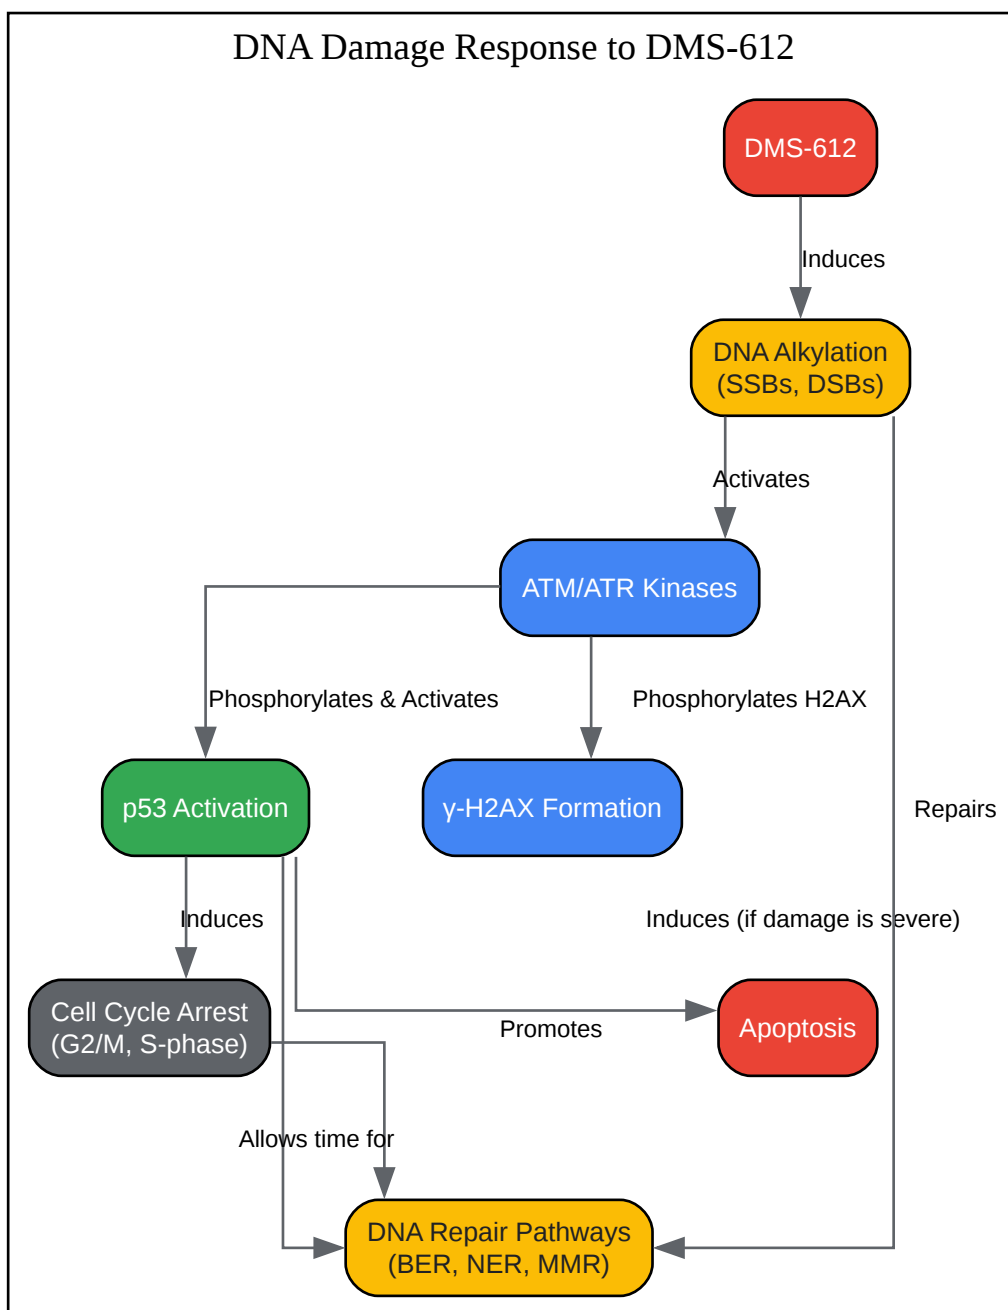 DNA Damage Response to DMS-612
DMS-612
Induces
DNA Alkylation
(SSBs, DSBs)
Activates
ATM/ATR Kinases
Phosphorylates & Activates
Phosphorylates H2AX
p53 Activation
γ-H2AX Formation
Repairs
Induces
Induces (if damage is severe)
Cell Cycle Arrest
(G2/M, S-phase)
Promotes
Apoptosis
Allows time for
DNA Repair Pathways
(BER, NER, MMR)